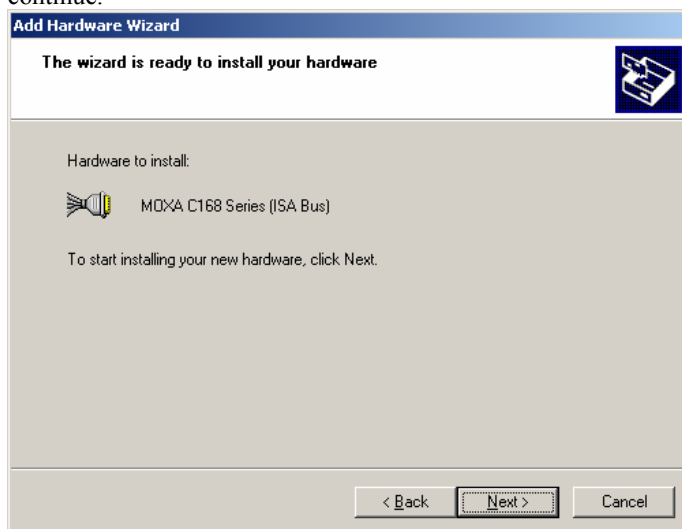 continue.
Add Hardware Wizard
The wizard is ready to install your hardware
Hardware to install:
MOXA C168 Series (ISA Bus)
To start installing your new hardware, click Next.
< Back
Next >
Cancel